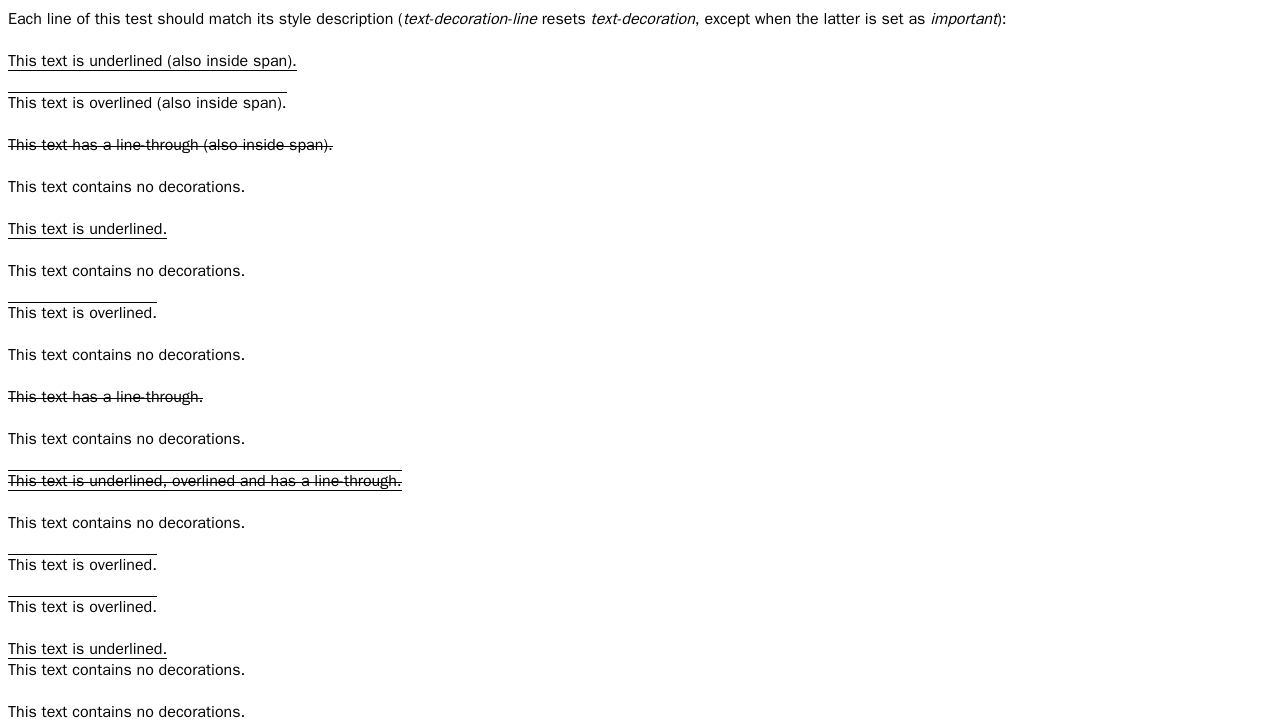 Each line of this test should match its style description (text-decoration-line resets text-decoration, except when the latter is set as important):
This text is underlined (also inside span).
This text is overlined (also inside span).
This text has a line-through (also inside span).
This text contains no decorations.
This text is underlined.
This text contains no decorations.
This text is overlined.
This text contains no decorations.
This text has a line-through.
This text contains no decorations.
This text is underlined, overlined and has a line-through.
This text contains no decorations.
This text is overlined.
This text is overlined.
This text is underlined.
This text contains no decorations.
This text contains no decorations.